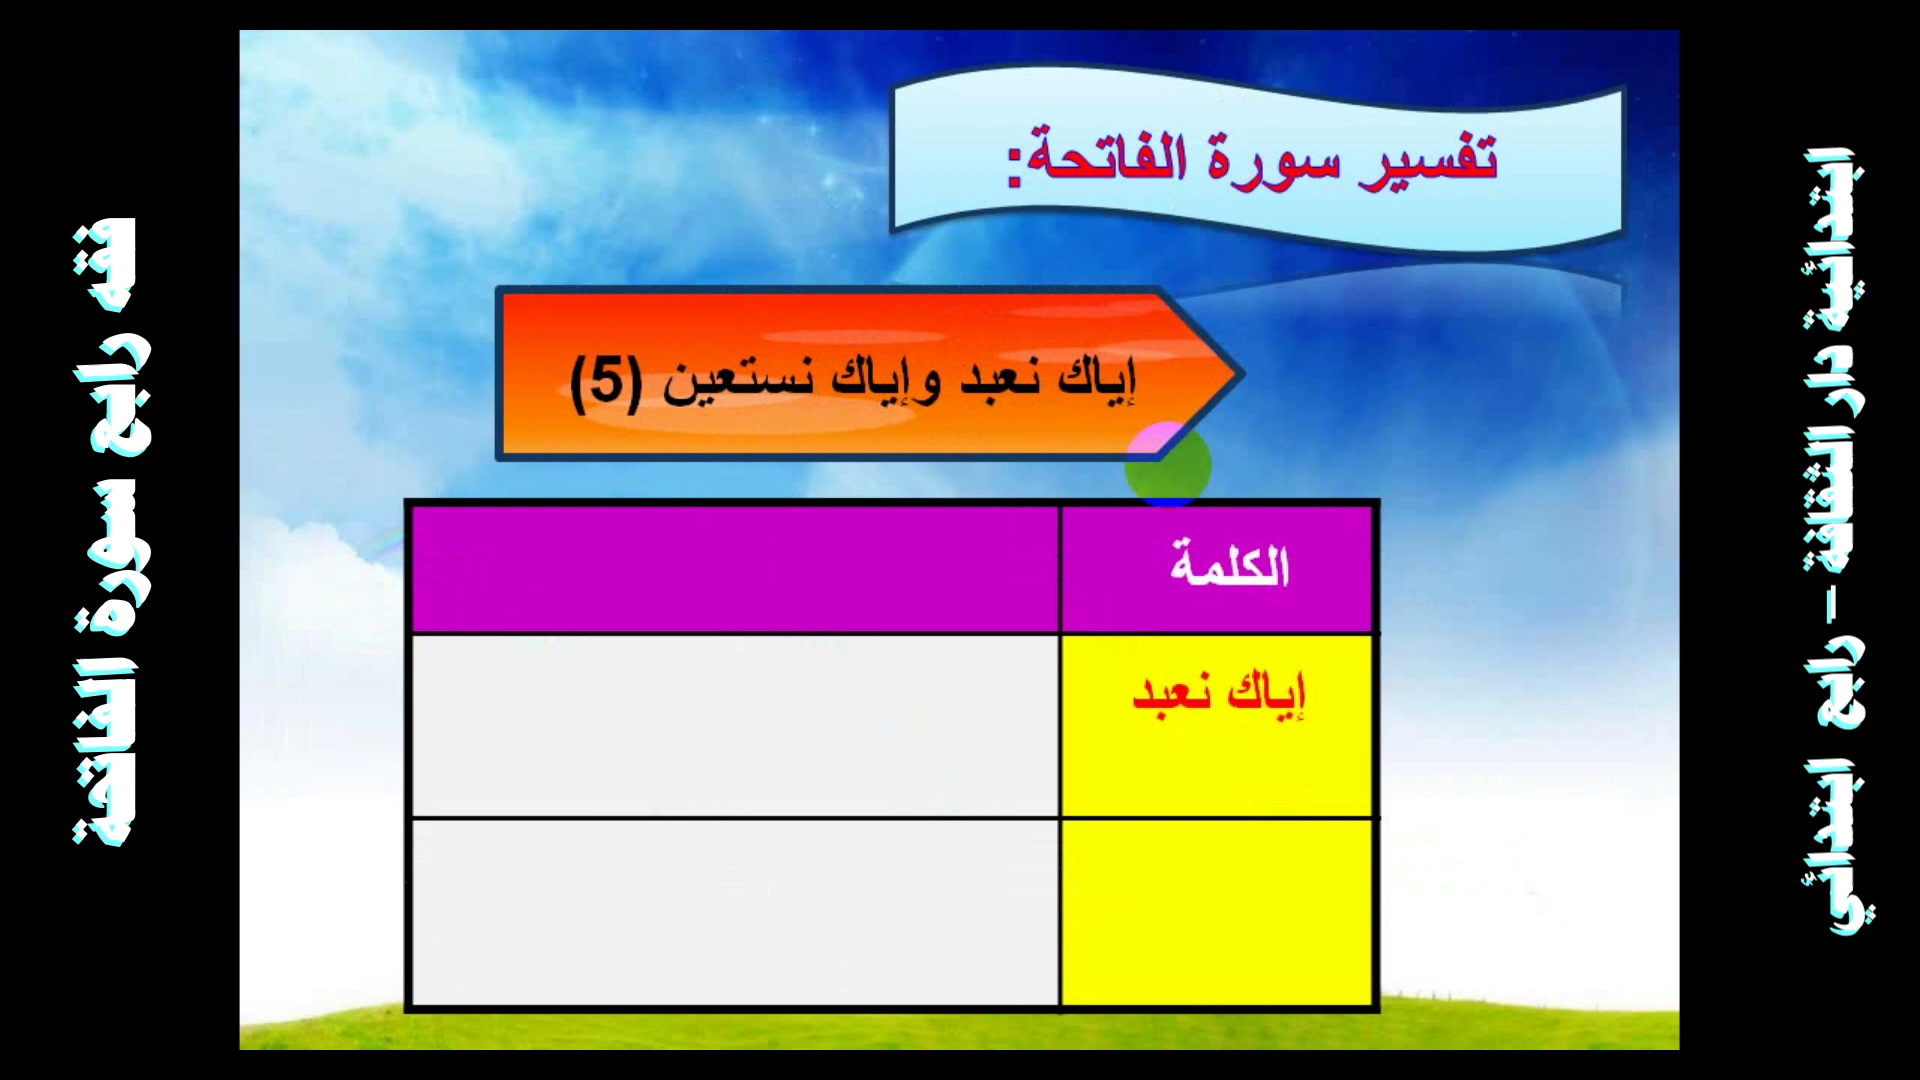 تفسير سورة الفاتحة:
إياك نعبد وإياك نستعين (5)
الكلمة
إياك نعبد
فقه رابع سورة الفاتحة
ابتدائية دار الثقافة – رابع ابتدائي